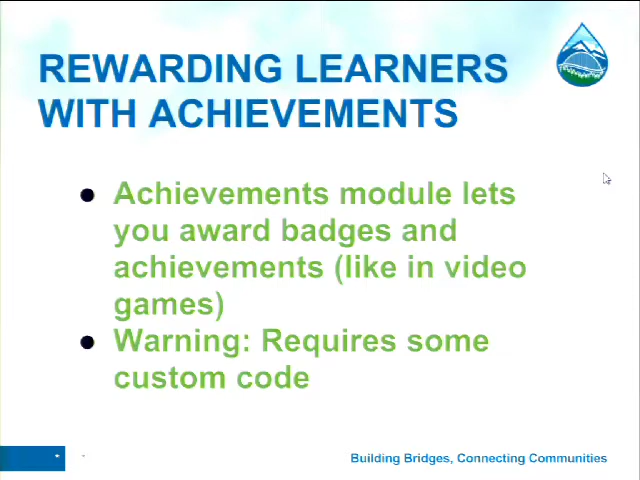 REWARDING LEARNERS
WITH ACHIEVEMENTS
● Achievements module lets
you award badges and
achievements (like in video
games)
● Warning: Requires some
custom code
Building Bridges, Connecting Communities